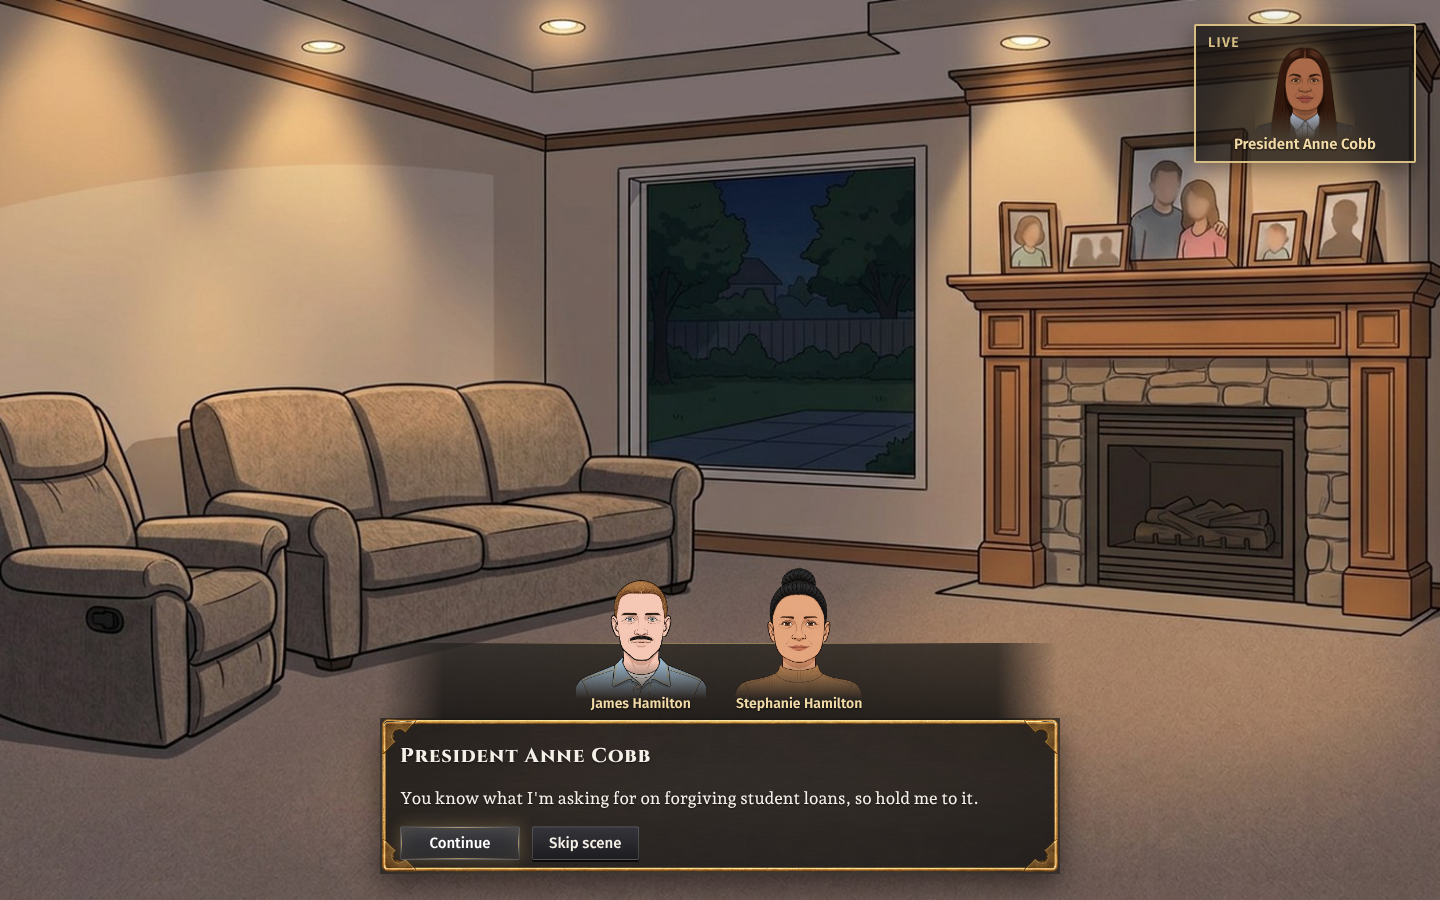 LIVE
President Anne Cobb
James Hamilton
Stephanie Hamilton
President Anne Cobb
You know what I'm asking for on forgiving student loans, so hold me to it.
Continue
Skip scene